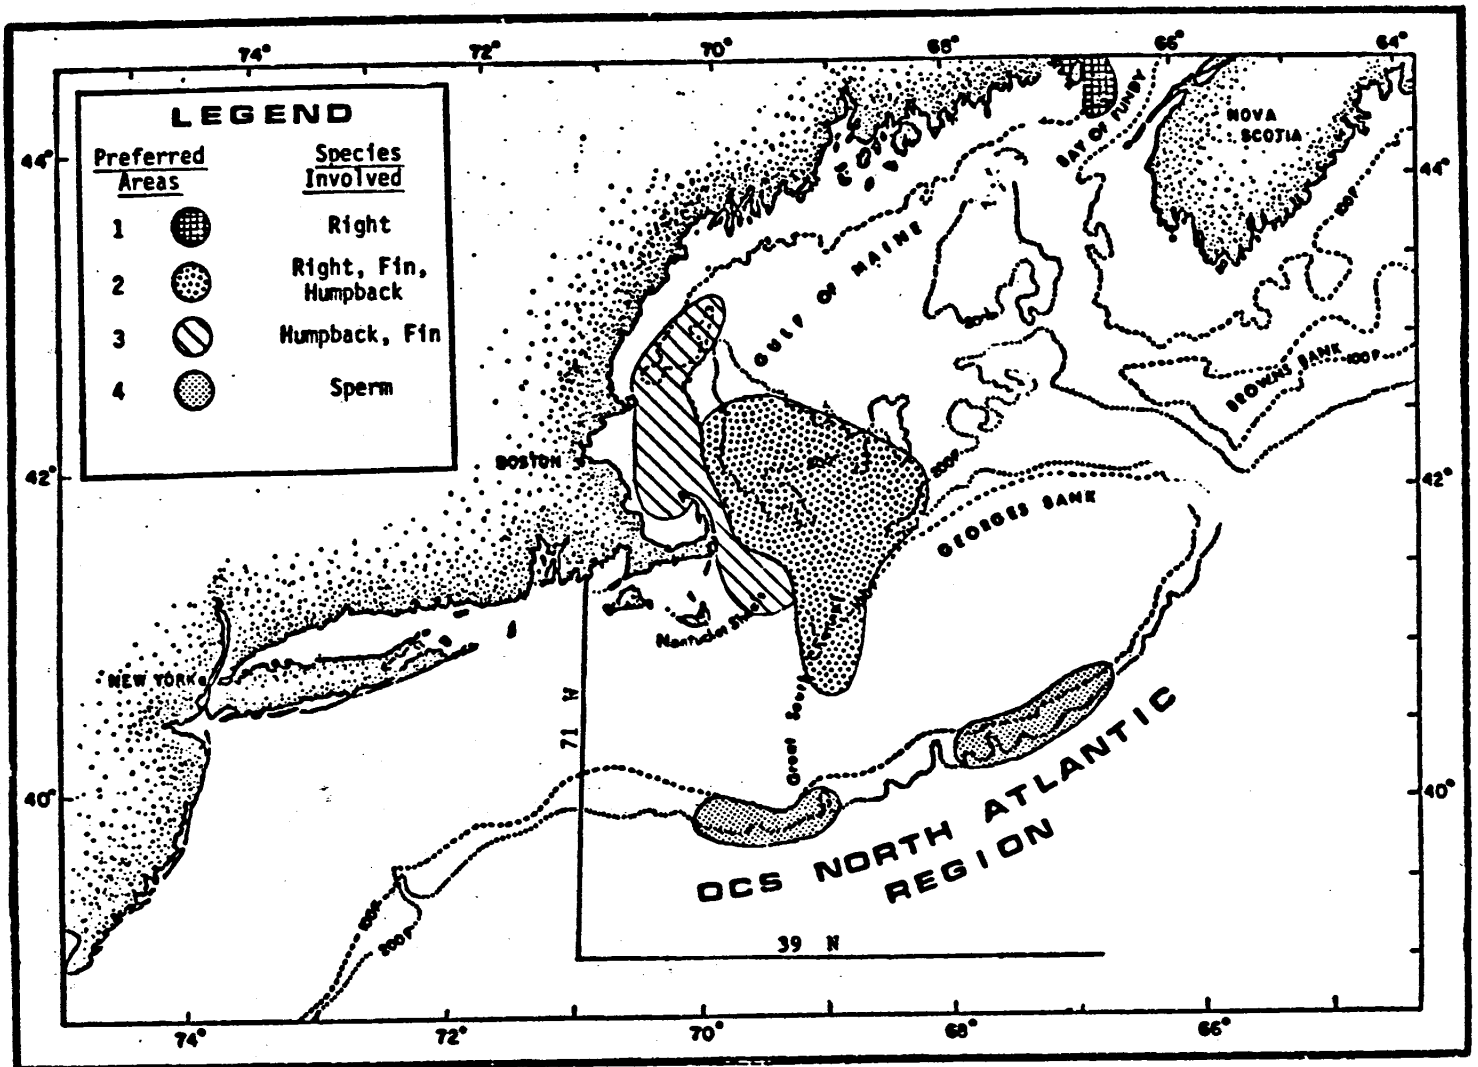 74° 72° 70° 68° 66° 64°
LEGEND
Preferred Areas
Species Involved
1 Right
2 Right, Fin, Humpback
3 Humpback, Fin
4 Sperm
44°
44°
NOVA
SCOTIA
BAY OF FUNDY
100F
GULF OF MAINE
BROWNS BANK
100F
BOSTON
200F
42°
42°
GEORGES BANK
Nantucket Shoals
NEW YORK
71 W
Great South
40°
40°
OCS NORTH ATLANTIC
REGION
100F
200F
39 N
74° 72° 70° 68° 66°